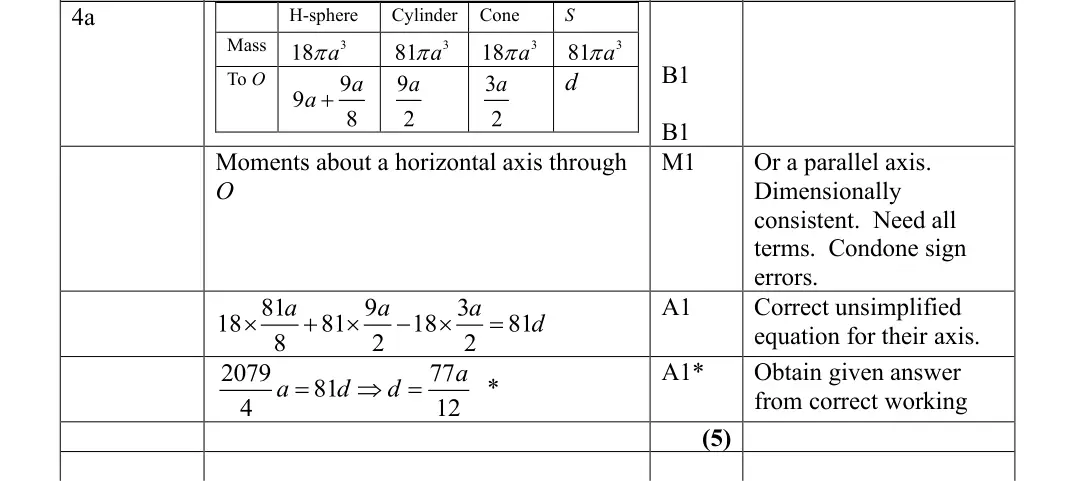 4a
H-sphere Cylinder Cone S
Mass 18πa³ 81πa³ 18πa³ 81πa³
To O 9a + 9a/8 9a/2 3a/2 d
B1
B1
Moments about a horizontal axis through
O
M1
Or a parallel axis.
Dimensionally
consistent. Need all
terms. Condone sign
errors.
18 × 81a/8 + 81 × 9a/2 − 18 × 3a/2 = 81d
A1
Correct unsimplified
equation for their axis.
2079/4 a = 81d ⇒ d = 77a/12 *
A1*
Obtain given answer
from correct working
(5)